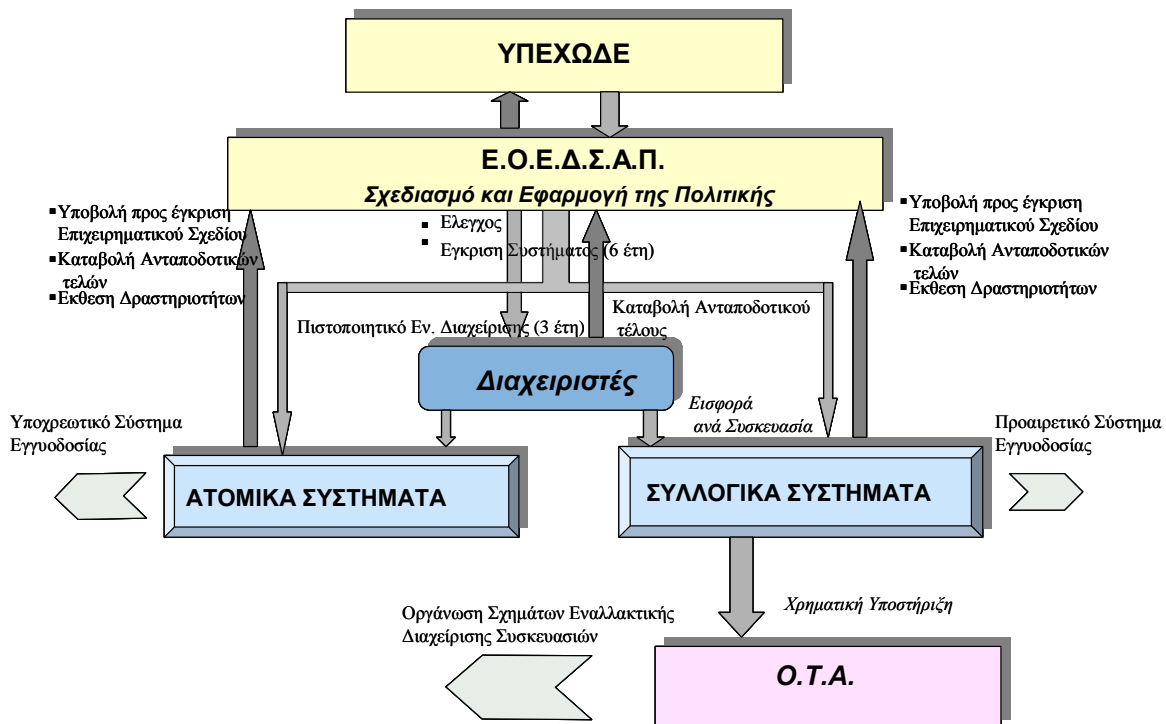 ΥΠΕΧΩΔΕ
Ε.Ο.Ε.Δ.Σ.Α.Π.
Σχεδιασμό και Εφαρμογή της Πολιτικής
▪Υποβολή προς έγκριση
Επιχειρηματικού Σχεδίου
▪Καταβολή Ανταποδοτικών
τελών
▪Εκθεση Δραστηριοτήτων
▪ Ελεγχος
▪ Εγκριση Συστήματος (6 έτη)
▪Υποβολή προς έγκριση
Επιχειρηματικού Σχεδίου
▪Καταβολή Ανταποδοτικών
τελών
▪Εκθεση Δραστηριοτήτων
Πιστοποιητικό Εν. Διαχείρισης (3 έτη)
Καταβολή Ανταποδοτικού
τέλους
Διαχειριστές
Εισφορά
ανά Συσκευασία
Υποχρεωτικό Σύστημα
Εγγυοδοσίας
Προαιρετικό Σύστημα
Εγγυοδοσίας
ΑΤΟΜΙΚΑ ΣΥΣΤΗΜΑΤΑ
ΣΥΛΛΟΓΙΚΑ ΣΥΣΤΗΜΑΤΑ
Χρηματική Υποστήριξη
Οργάνωση Σχημάτων Εναλλακτικής
Διαχείρισης Συσκευασιών
Ο.Τ.Α.